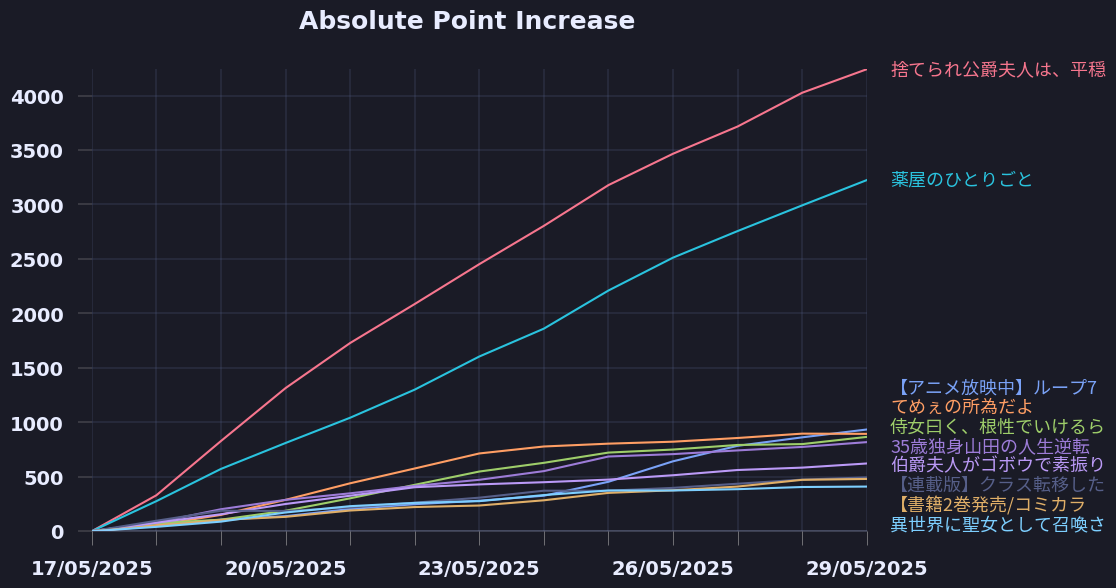 Absolute Point Increase
4000
3500
3000
2500
2000
1500
1000
500
0
17/05/2025
20/05/2025
23/05/2025
26/05/2025
29/05/2025
捨てられ公爵夫人は、平穏
薬屋のひとりごと
【アニメ放映中】ループ7
てめぇの所為だよ
侍女曰く、根性でいけるら
35歳独身山田の人生逆転
伯爵夫人がゴボウで素振り
【連載版】クラス転移した
【書籍2巻発売/コミカラ
異世界に聖女として召喚さ